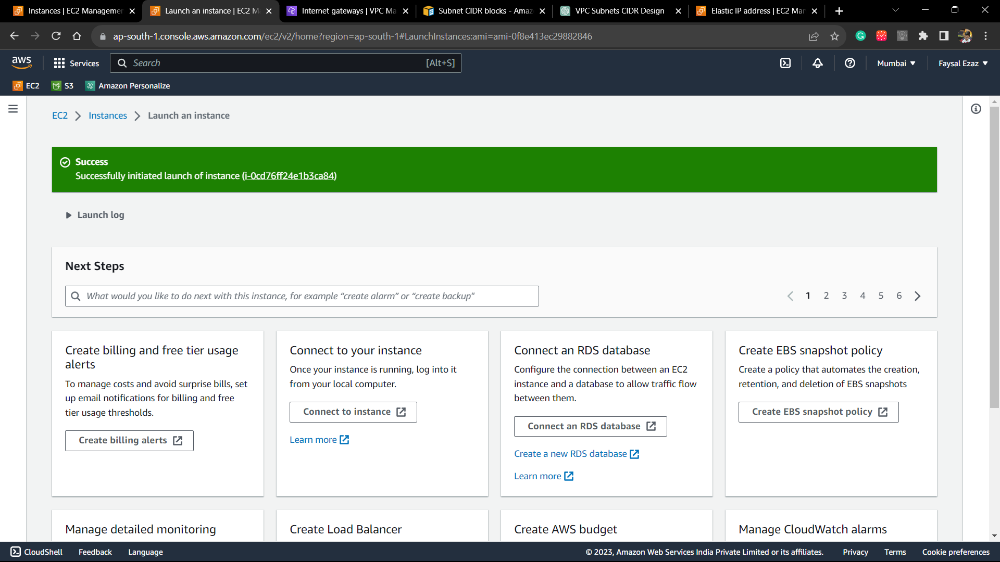 Instances | EC2 Managemen
Launch an instance | EC2 M
Internet gateways | VPC Ma
Subnet CIDR blocks - Amaz
VPC Subnets CIDR Design
Elastic IP address | EC2 Man
ap-south-1.console.aws.amazon.com/ec2/v2/home?region=ap-south-1#LaunchInstances:ami=ami-0f8e413ec29882846
aws
Services
Search
[Alt+S]
Mumbai
Faysal Ezaz
EC2
S3
Amazon Personalize
EC2
Instances
Launch an instance
Success
Successfully initiated launch of instance (i-0cd76ff24e1b3ca84)
Launch log
Next Steps
What would you like to do next with this instance, for example “create alarm” or “create backup"
1 2 3 4 5 6
Create billing and free tier usage
alerts
To manage costs and avoid surprise bills, set
up email notifications for billing and free
tier usage thresholds.
Create billing alerts
Connect to your instance
Once your instance is running, log into it
from your local computer.
Connect to instance
Learn more
Connect an RDS database
Configure the connection between an EC2
instance and a database to allow traffic flow
between them.
Connect an RDS database
Create a new RDS database
Learn more
Create EBS snapshot policy
Create a policy that automates the creation,
retention, and deletion of EBS snapshots
Create EBS snapshot policy
Manage detailed monitoring
Create Load Balancer
Create AWS budget
Manage CloudWatch alarms
CloudShell
Feedback
Language
© 2023, Amazon Web Services India Private Limited or its affiliates.
Privacy
Terms
Cookie preferences